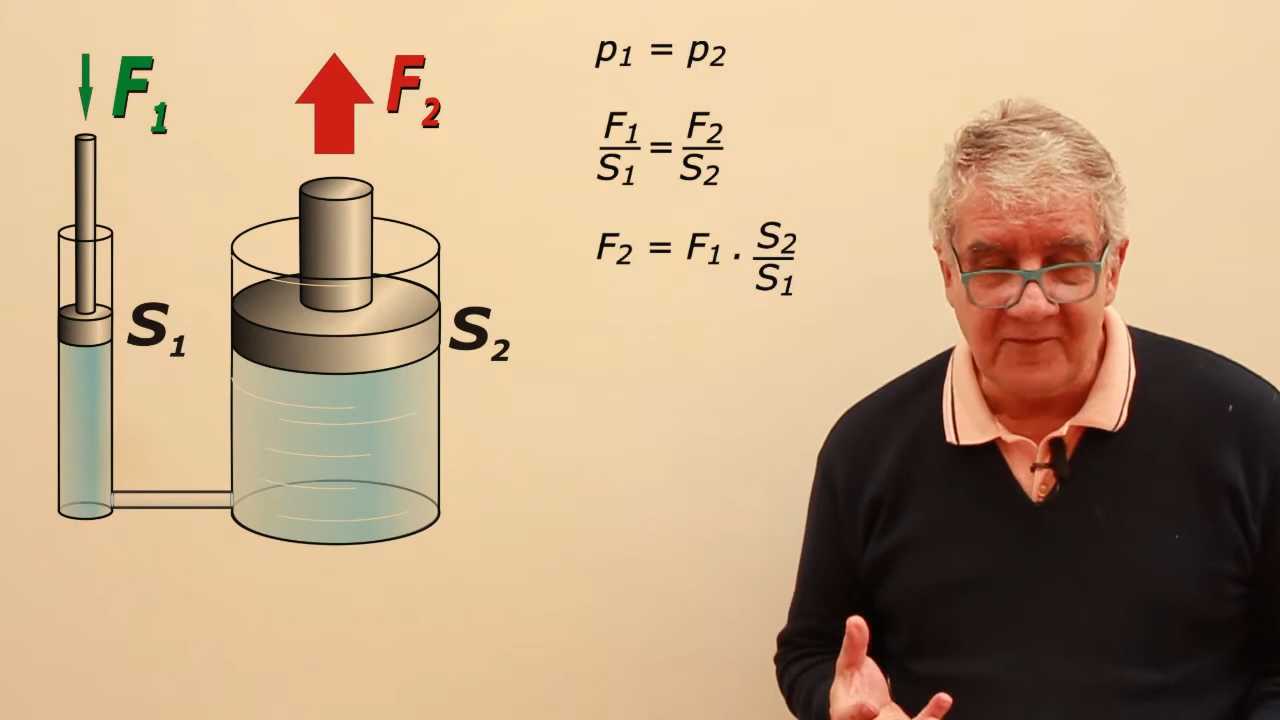 F₁
F₂
S₁
S₂
p₁ = p₂
F₁/S₁ = F₂/S₂
F₂ = F₁ . S₂/S₁